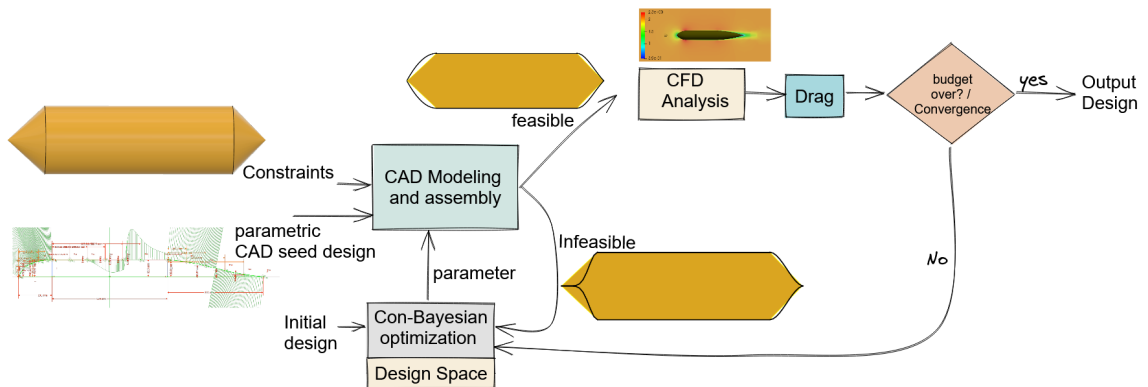 CFD
Analysis
Drag
budget
over? /
Convergence
yes
Output
Design
feasible
Constraints
CAD Modeling
and assembly
parametric
CAD seed design
Infeasible
parameter
No
Initial
design
Con-Bayesian
optimization
Design Space